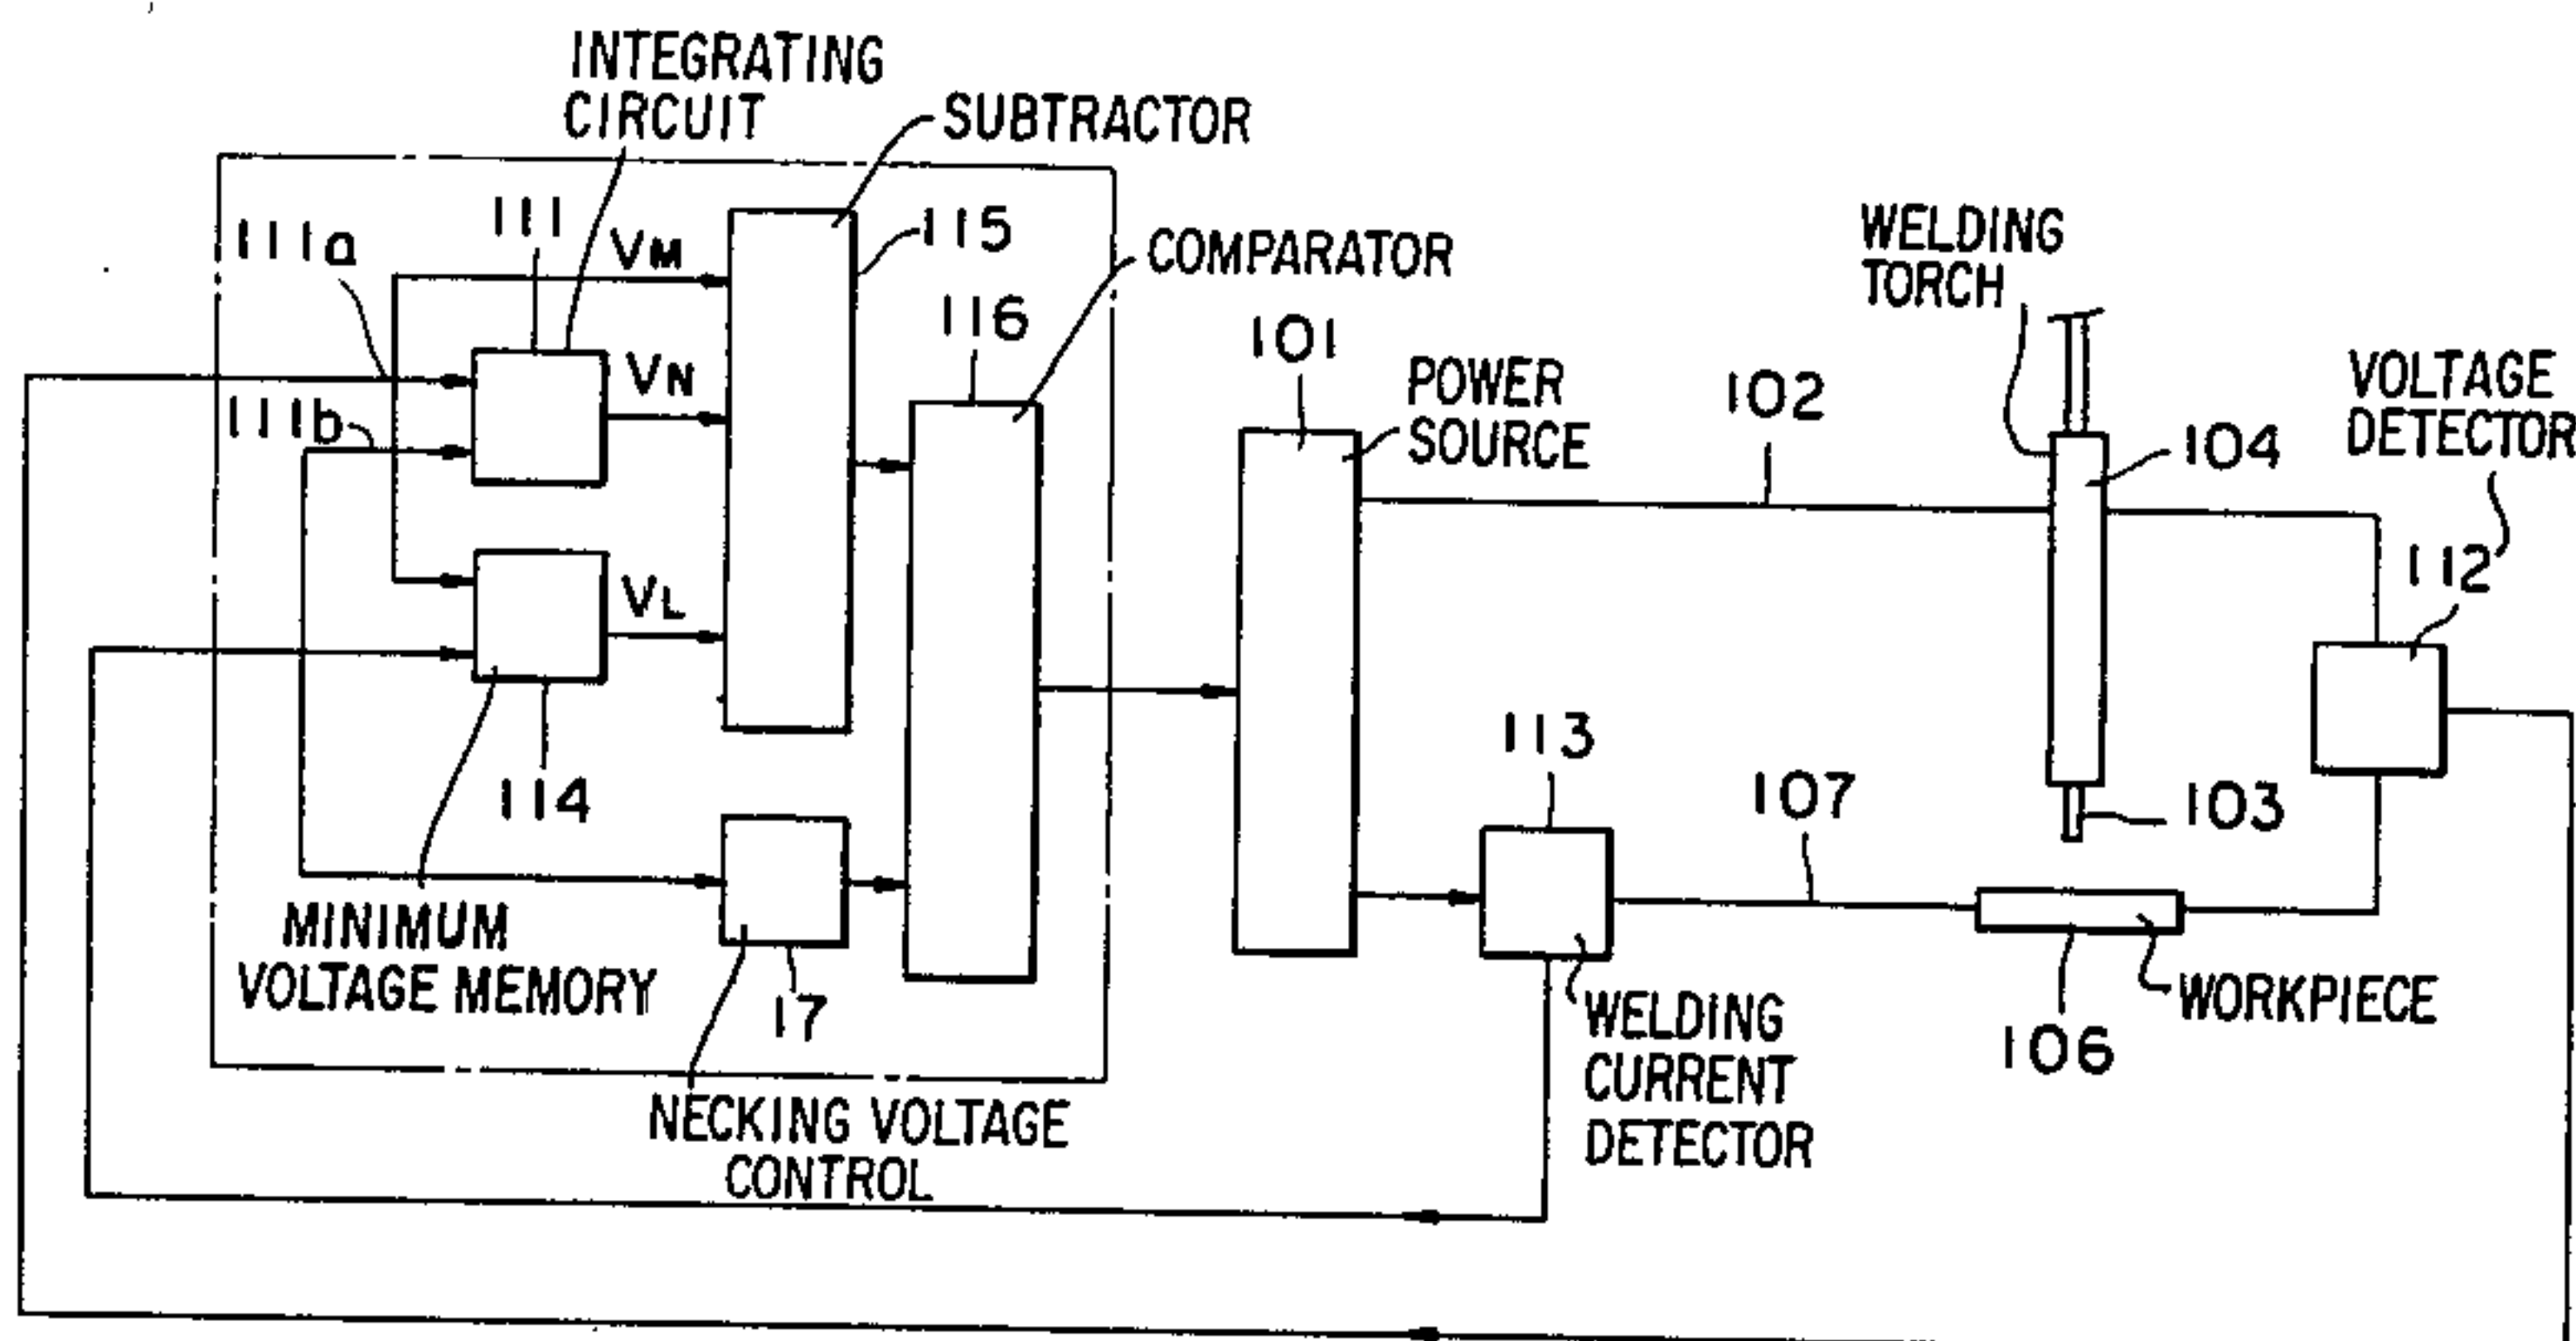 INTEGRATING
CIRCUIT
SUBTRACTOR
111a
111
VM
115
COMPARATOR
WELDING
TORCH
116
101
POWER
SOURCE
102
VOLTAGE
DETECTOR
VN
111b
104
112
VL
114
113
107
103
MINIMUM
VOLTAGE MEMORY
17
WELDING
CURRENT
DETECTOR
WORKPIECE
106
NECKING VOLTAGE
CONTROL